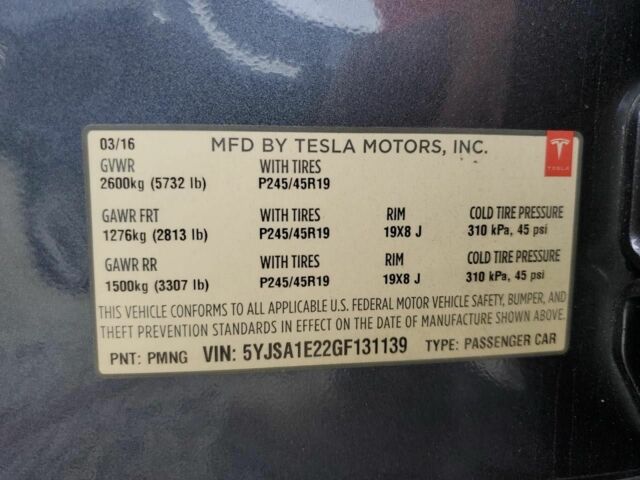 03/16 MFD BY TESLA MOTORS, INC.
GVWR WITH TIRES
2600kg (5732 lb) P245/45R19
TESLA
GAWR FRT WITH TIRES RIM COLD TIRE PRESSURE
1276kg (2813 lb) P245/45R19 19X8 J 310 kPa, 45 psi
GAWR RR WITH TIRES RIM COLD TIRE PRESSURE
1500kg (3307 lb) P245/45R19 19X8 J 310 kPa, 45 psi
THIS VEHICLE CONFORMS TO ALL APPLICABLE U.S. FEDERAL MOTOR VEHICLE SAFETY, BUMPER, AND
THEFT PREVENTION STANDARDS IN EFFECT ON THE DATE OF MANUFACTURE SHOWN ABOVE.
PNT: PMNG VIN: 5YJSA1E22GF131139 TYPE: PASSENGER CAR